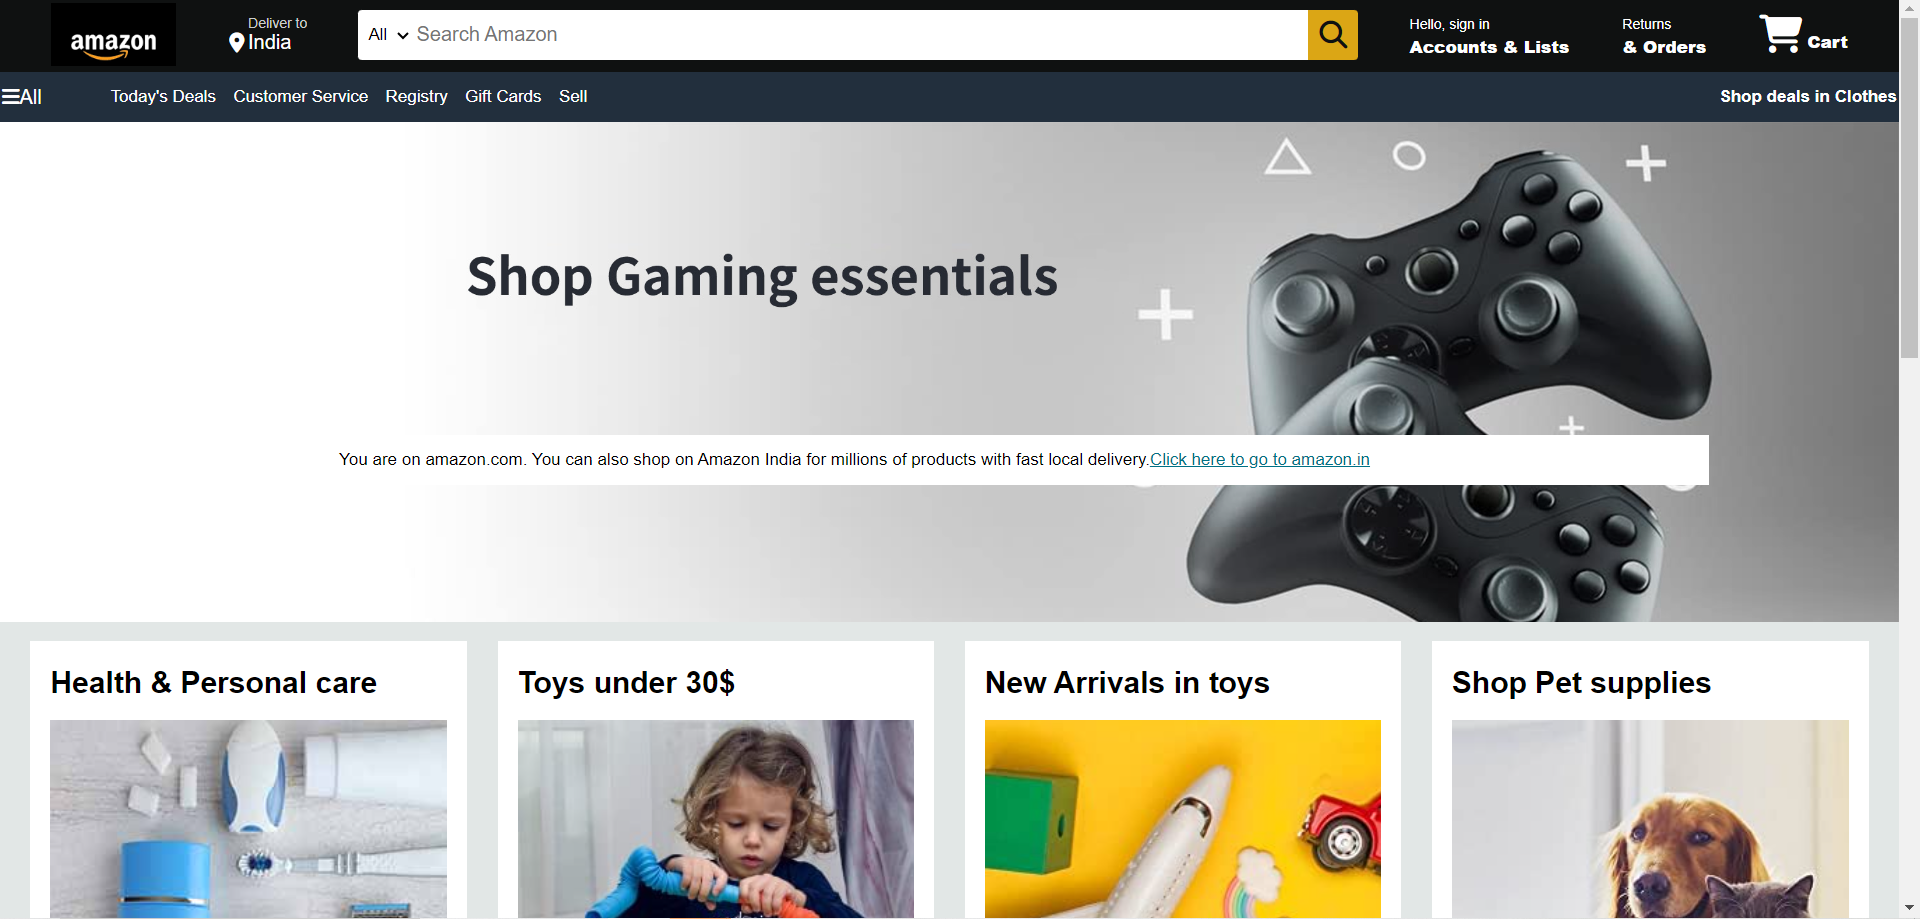 amazon
Deliver to
India
All
Search Amazon
Hello, sign in
Accounts & Lists
Returns
& Orders
Cart
All
Today's Deals
Customer Service
Registry
Gift Cards
Sell
Shop deals in Clothes
Shop Gaming essentials
You are on amazon.com. You can also shop on Amazon India for millions of products with fast local delivery.Click here to go to amazon.in
Health & Personal care
Toys under 30$
New Arrivals in toys
Shop Pet supplies